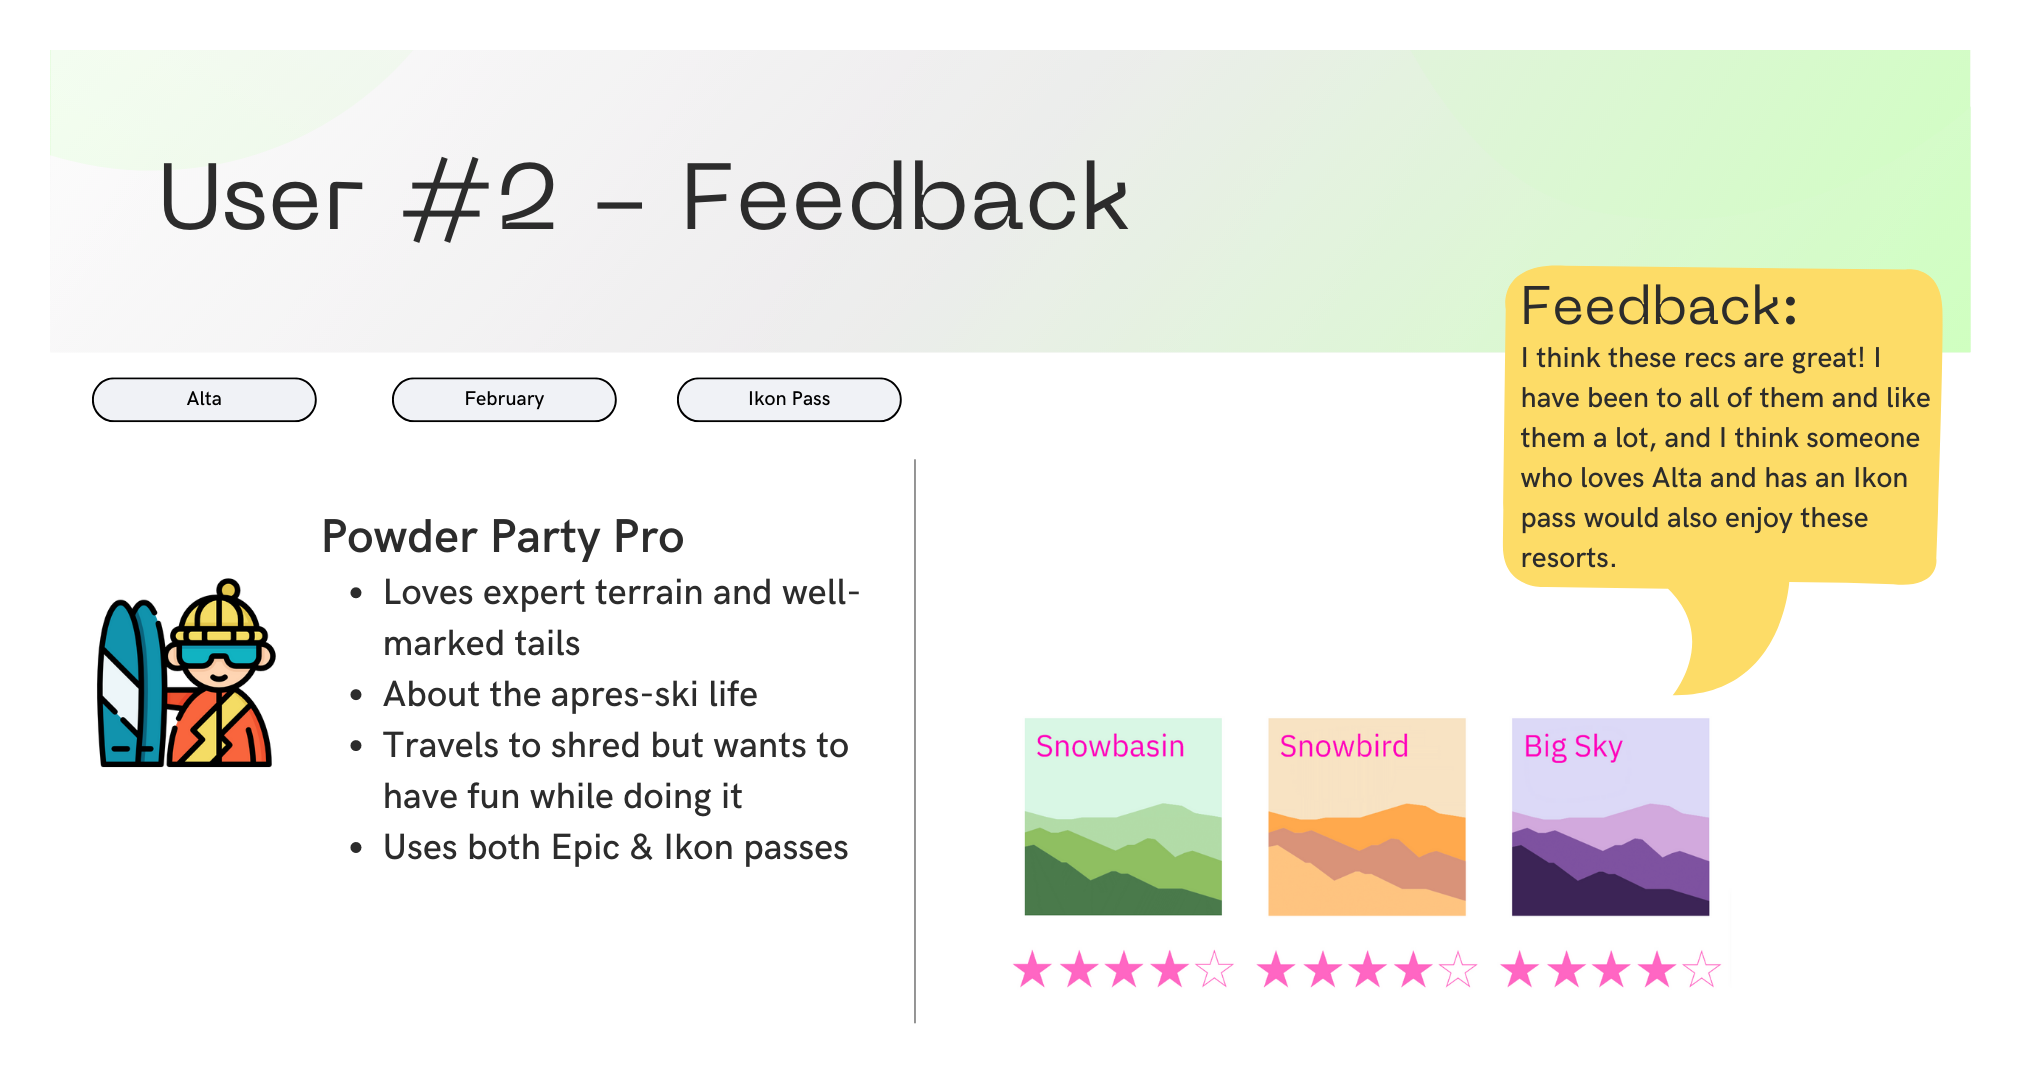 User #2 – Feedback
Feedback:
I think these recs are great! I
have been to all of them and like
them a lot, and I think someone
who loves Alta and has an Ikon
pass would also enjoy these
resorts.
Alta
February
Ikon Pass
Powder Party Pro
• Loves expert terrain and well-
marked tails
• About the apres-ski life
• Travels to shred but wants to
have fun while doing it
• Uses both Epic & Ikon passes
Snowbasin
Snowbird
Big Sky